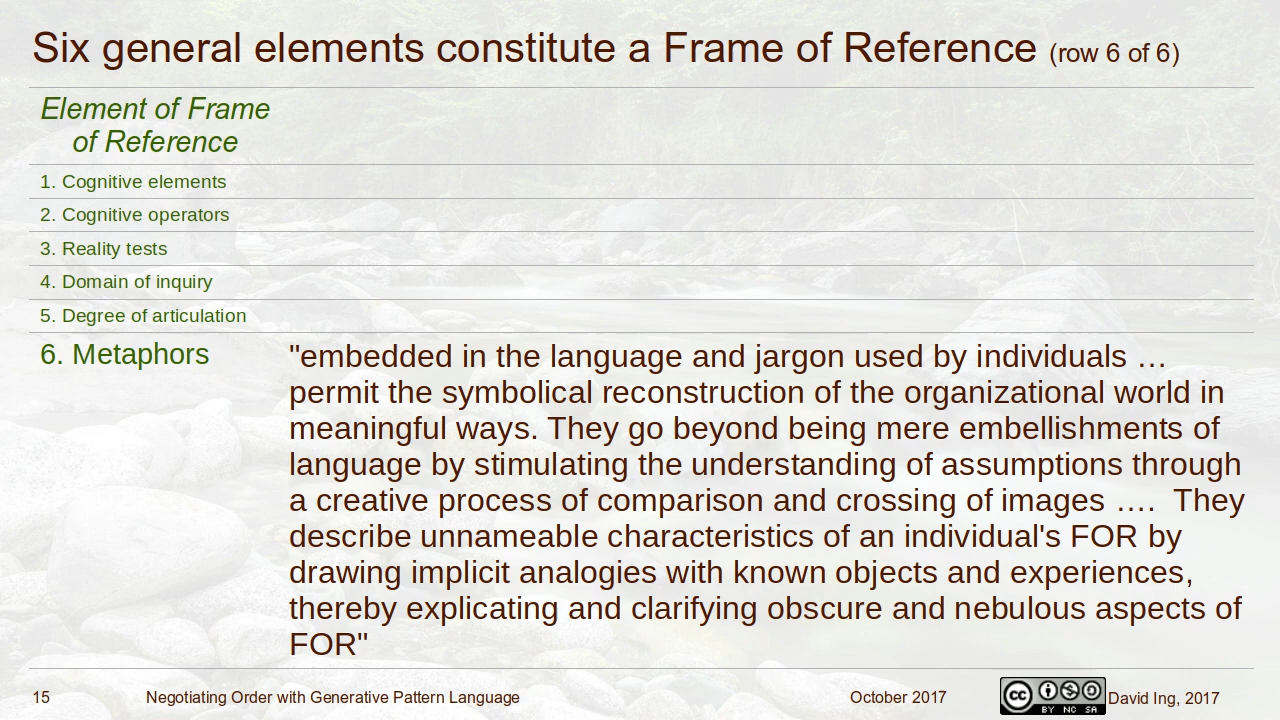 Six general elements constitute a Frame of Reference (row 6 of 6)
Element of Frame
of Reference
1. Cognitive elements
2. Cognitive operators
3. Reality tests
4. Domain of inquiry
5. Degree of articulation
6. Metaphors
"embedded in the language and jargon used by individuals …
permit the symbolical reconstruction of the organizational world in
meaningful ways. They go beyond being mere embellishments of
language by stimulating the understanding of assumptions through
a creative process of comparison and crossing of images …. They
describe unnameable characteristics of an individual's FOR by
drawing implicit analogies with known objects and experiences,
thereby explicating and clarifying obscure and nebulous aspects of
FOR"
15 Negotiating Order with Generative Pattern Language October 2017 cc BY NC SA David Ing, 2017